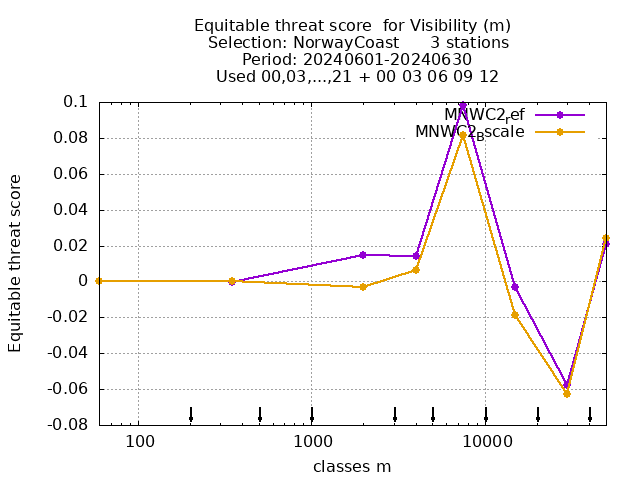 Equitable threat score  for Visibility (m)
Selection: NorwayCoast      3 stations
Period: 20240601-20240630
Used 00,03,...,21 + 00 03 06 09 12
MNWC2ref
MNWC2Bscale
Equitable threat score
0.1
0.08
0.06
0.04
0.02
0
-0.02
-0.04
-0.06
-0.08
100
1000
10000
classes m